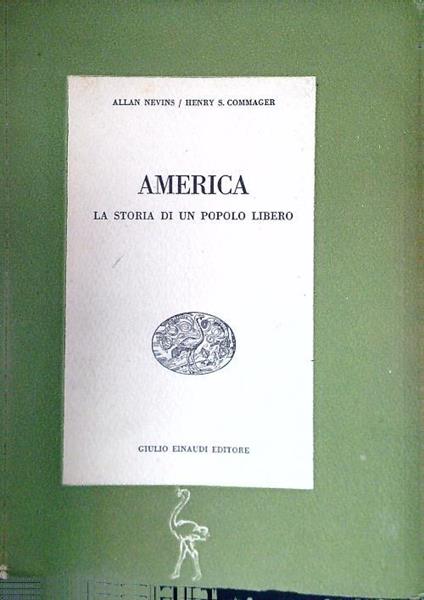 ALLAN NEVINS / HENRY S. COMMAGER
AMERICA
LA STORIA DI UN POPOLO LIBERO
GIULIO EINAUDI EDITORE